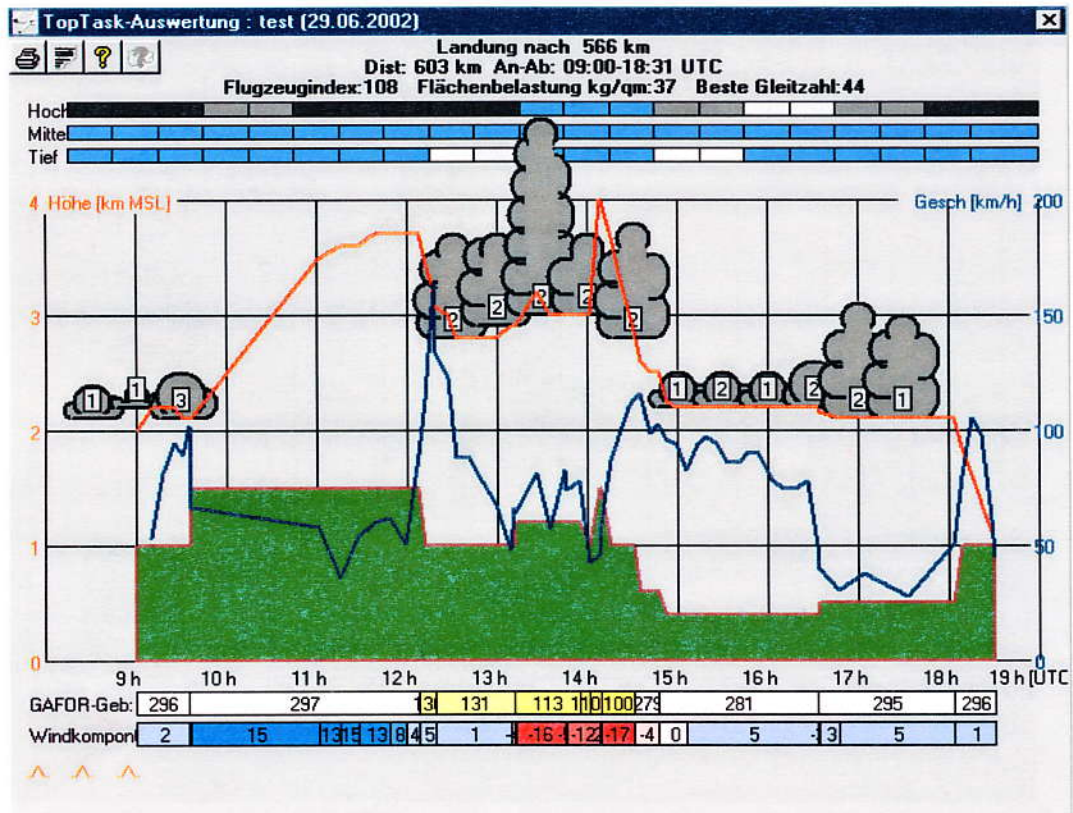 TopTask-Auswertung : test (29.06.2002)
Landung nach 566 km
Dist: 603 km An-Ab: 09:00-18:31 UTC
Flugzeugindex:108 Flächenbelastung kg/qm:37 Beste Gleitzahl:44
Hoch
Mittel
Tief
4 Höhe [km MSL] Gesch [km/h] 200
3 150
2 100
1 50
0 0
1 1 3 2 2 2 2 2 1 2 1 2 2 1
9 h 10 h 11 h 12 h 13 h 14 h 15 h 16 h 17 h 18 h 19 h [UTC
GAFOR-Geb: 296 297 131 113 100 279 281 295 296
Windkompon 2 15 13 15 13 8 4 5 1 -16 -12 -17 -4 0 5 3 5 1